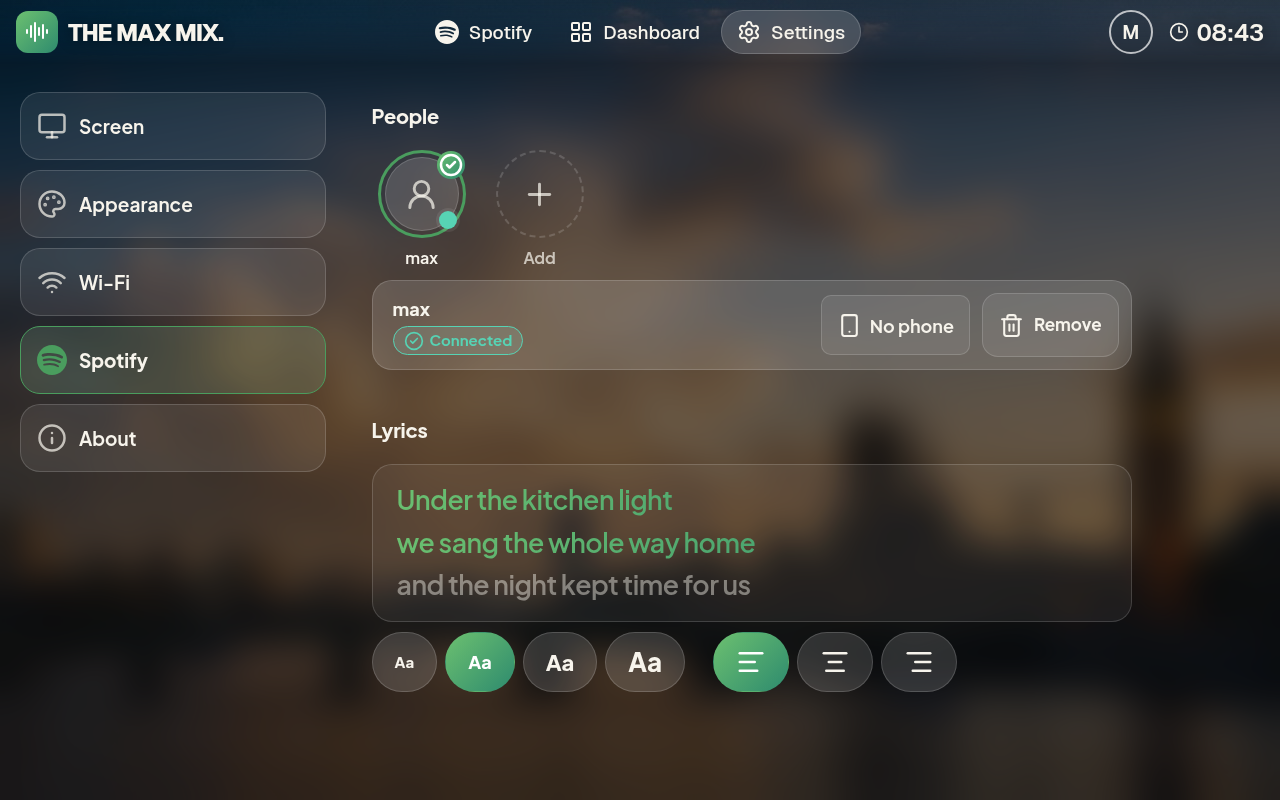 THE MAX MIX.
Spotify
Dashboard
Settings
M
08:43
Screen
Appearance
Wi-Fi
Spotify
About
People
max
Add
max
Connected
No phone
Remove
Lyrics
Under the kitchen light
we sang the whole way home
and the night kept time for us
Aa
Aa
Aa
Aa